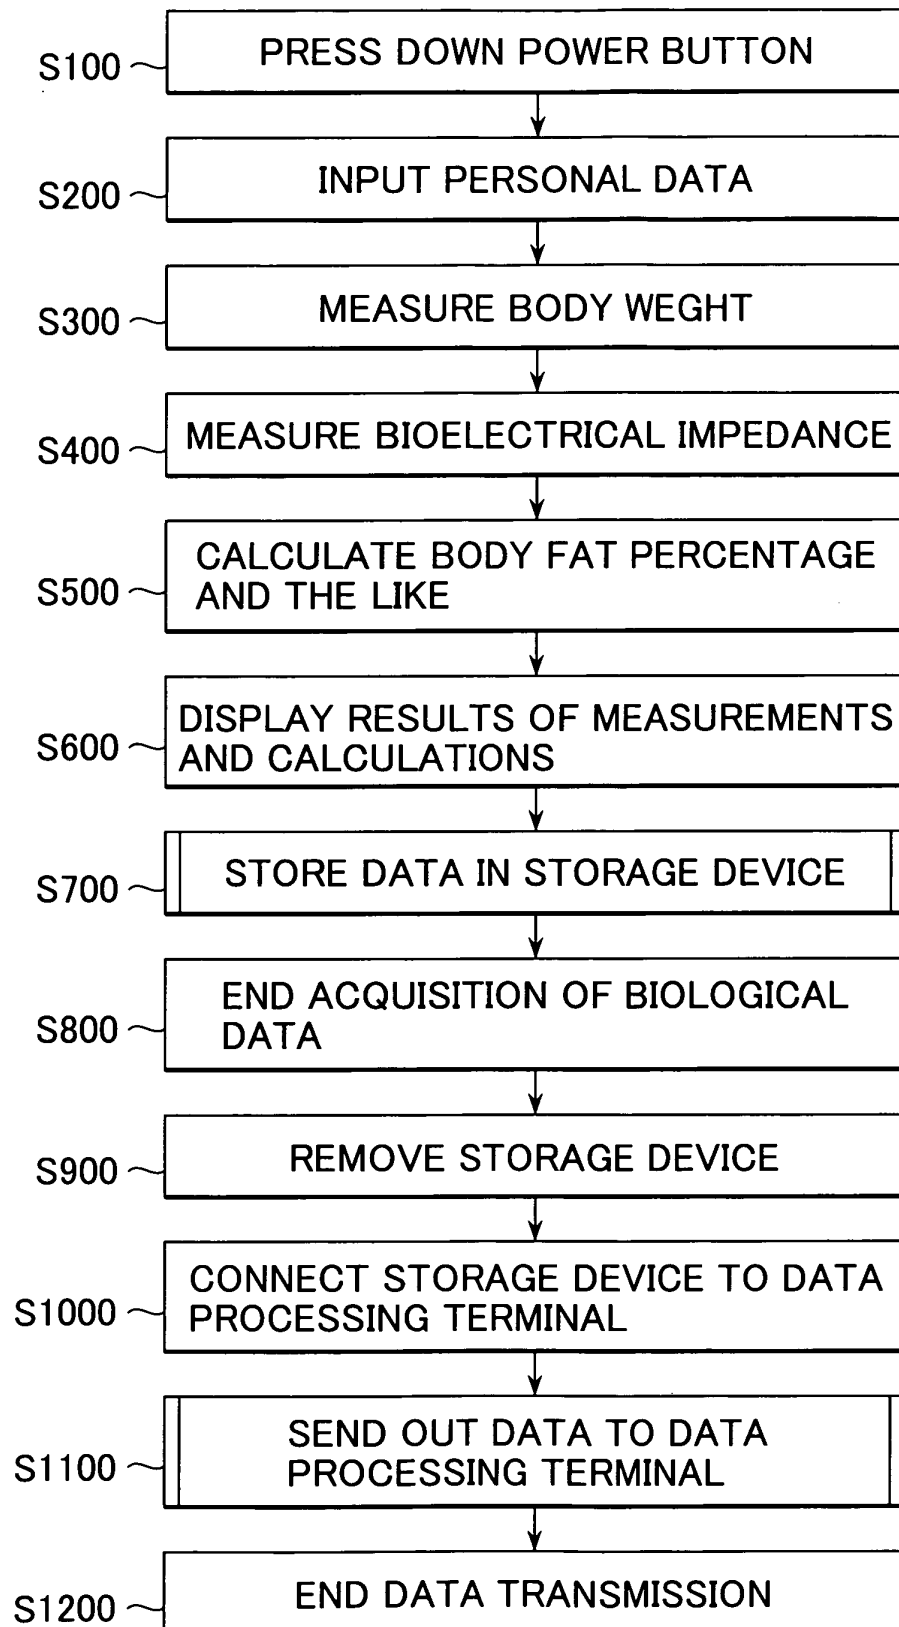 S100 PRESS DOWN POWER BUTTON
S200 INPUT PERSONAL DATA
S300 MEASURE BODY WEGHT
S400 MEASURE BIOELECTRICAL IMPEDANCE
S500 CALCULATE BODY FAT PERCENTAGE
AND THE LIKE
S600 DISPLAY RESULTS OF MEASUREMENTS
AND CALCULATIONS
S700 STORE DATA IN STORAGE DEVICE
S800 END ACQUISITION OF BIOLOGICAL
DATA
S900 REMOVE STORAGE DEVICE
S1000 CONNECT STORAGE DEVICE TO DATA
PROCESSING TERMINAL
S1100 SEND OUT DATA TO DATA
PROCESSING TERMINAL
S1200 END DATA TRANSMISSION